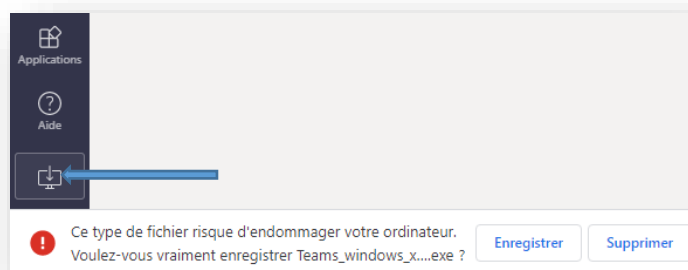 Applications
Aide
Ce type de fichier risque d'endommager votre ordinateur.
Voulez-vous vraiment enregistrer Teams_windows_x....exe ?
Enregistrer
Supprimer